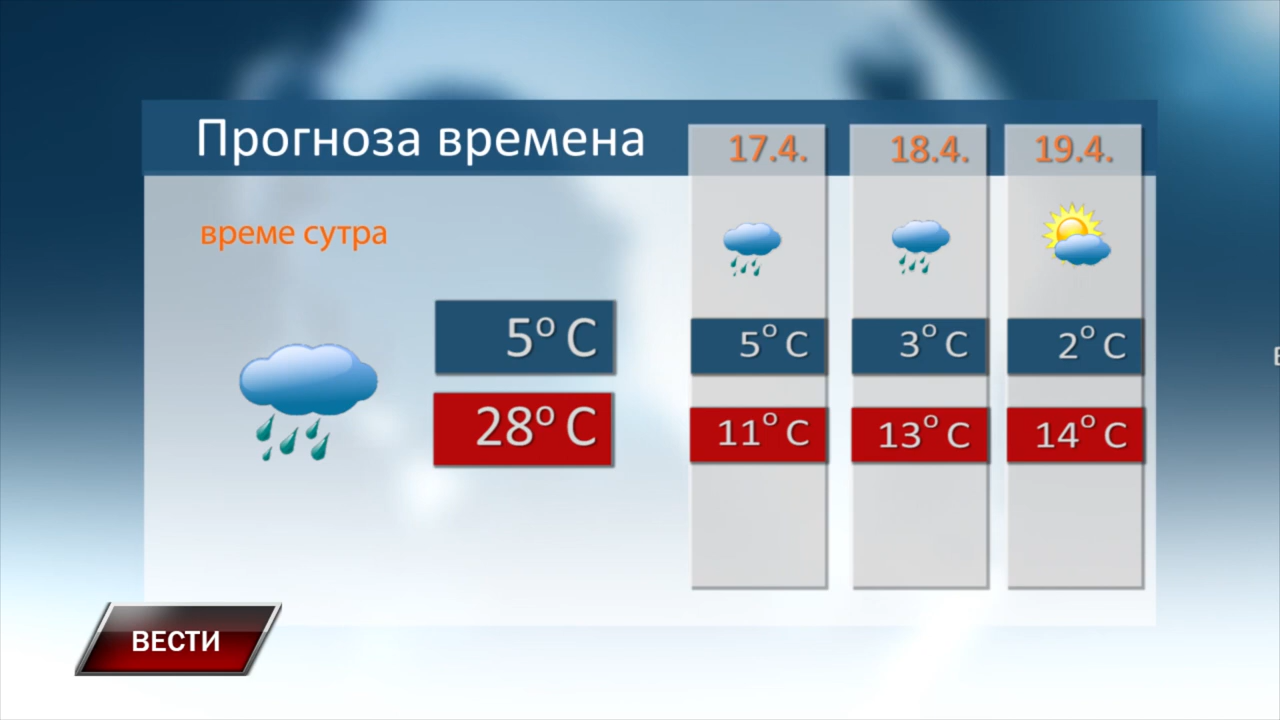 Прогноза времена
17.4.
18.4.
19.4.
време сутра
5° C
28° C
5° C
3° C
2° C
11° C
13° C
14° C
ВЕСТИ